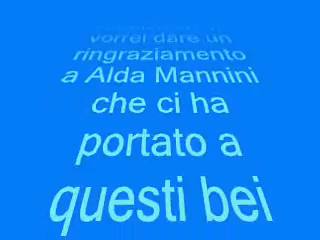 vorrei dare un
ringraziamento
a Alda Mannini
che ci ha
portato a
questi bei